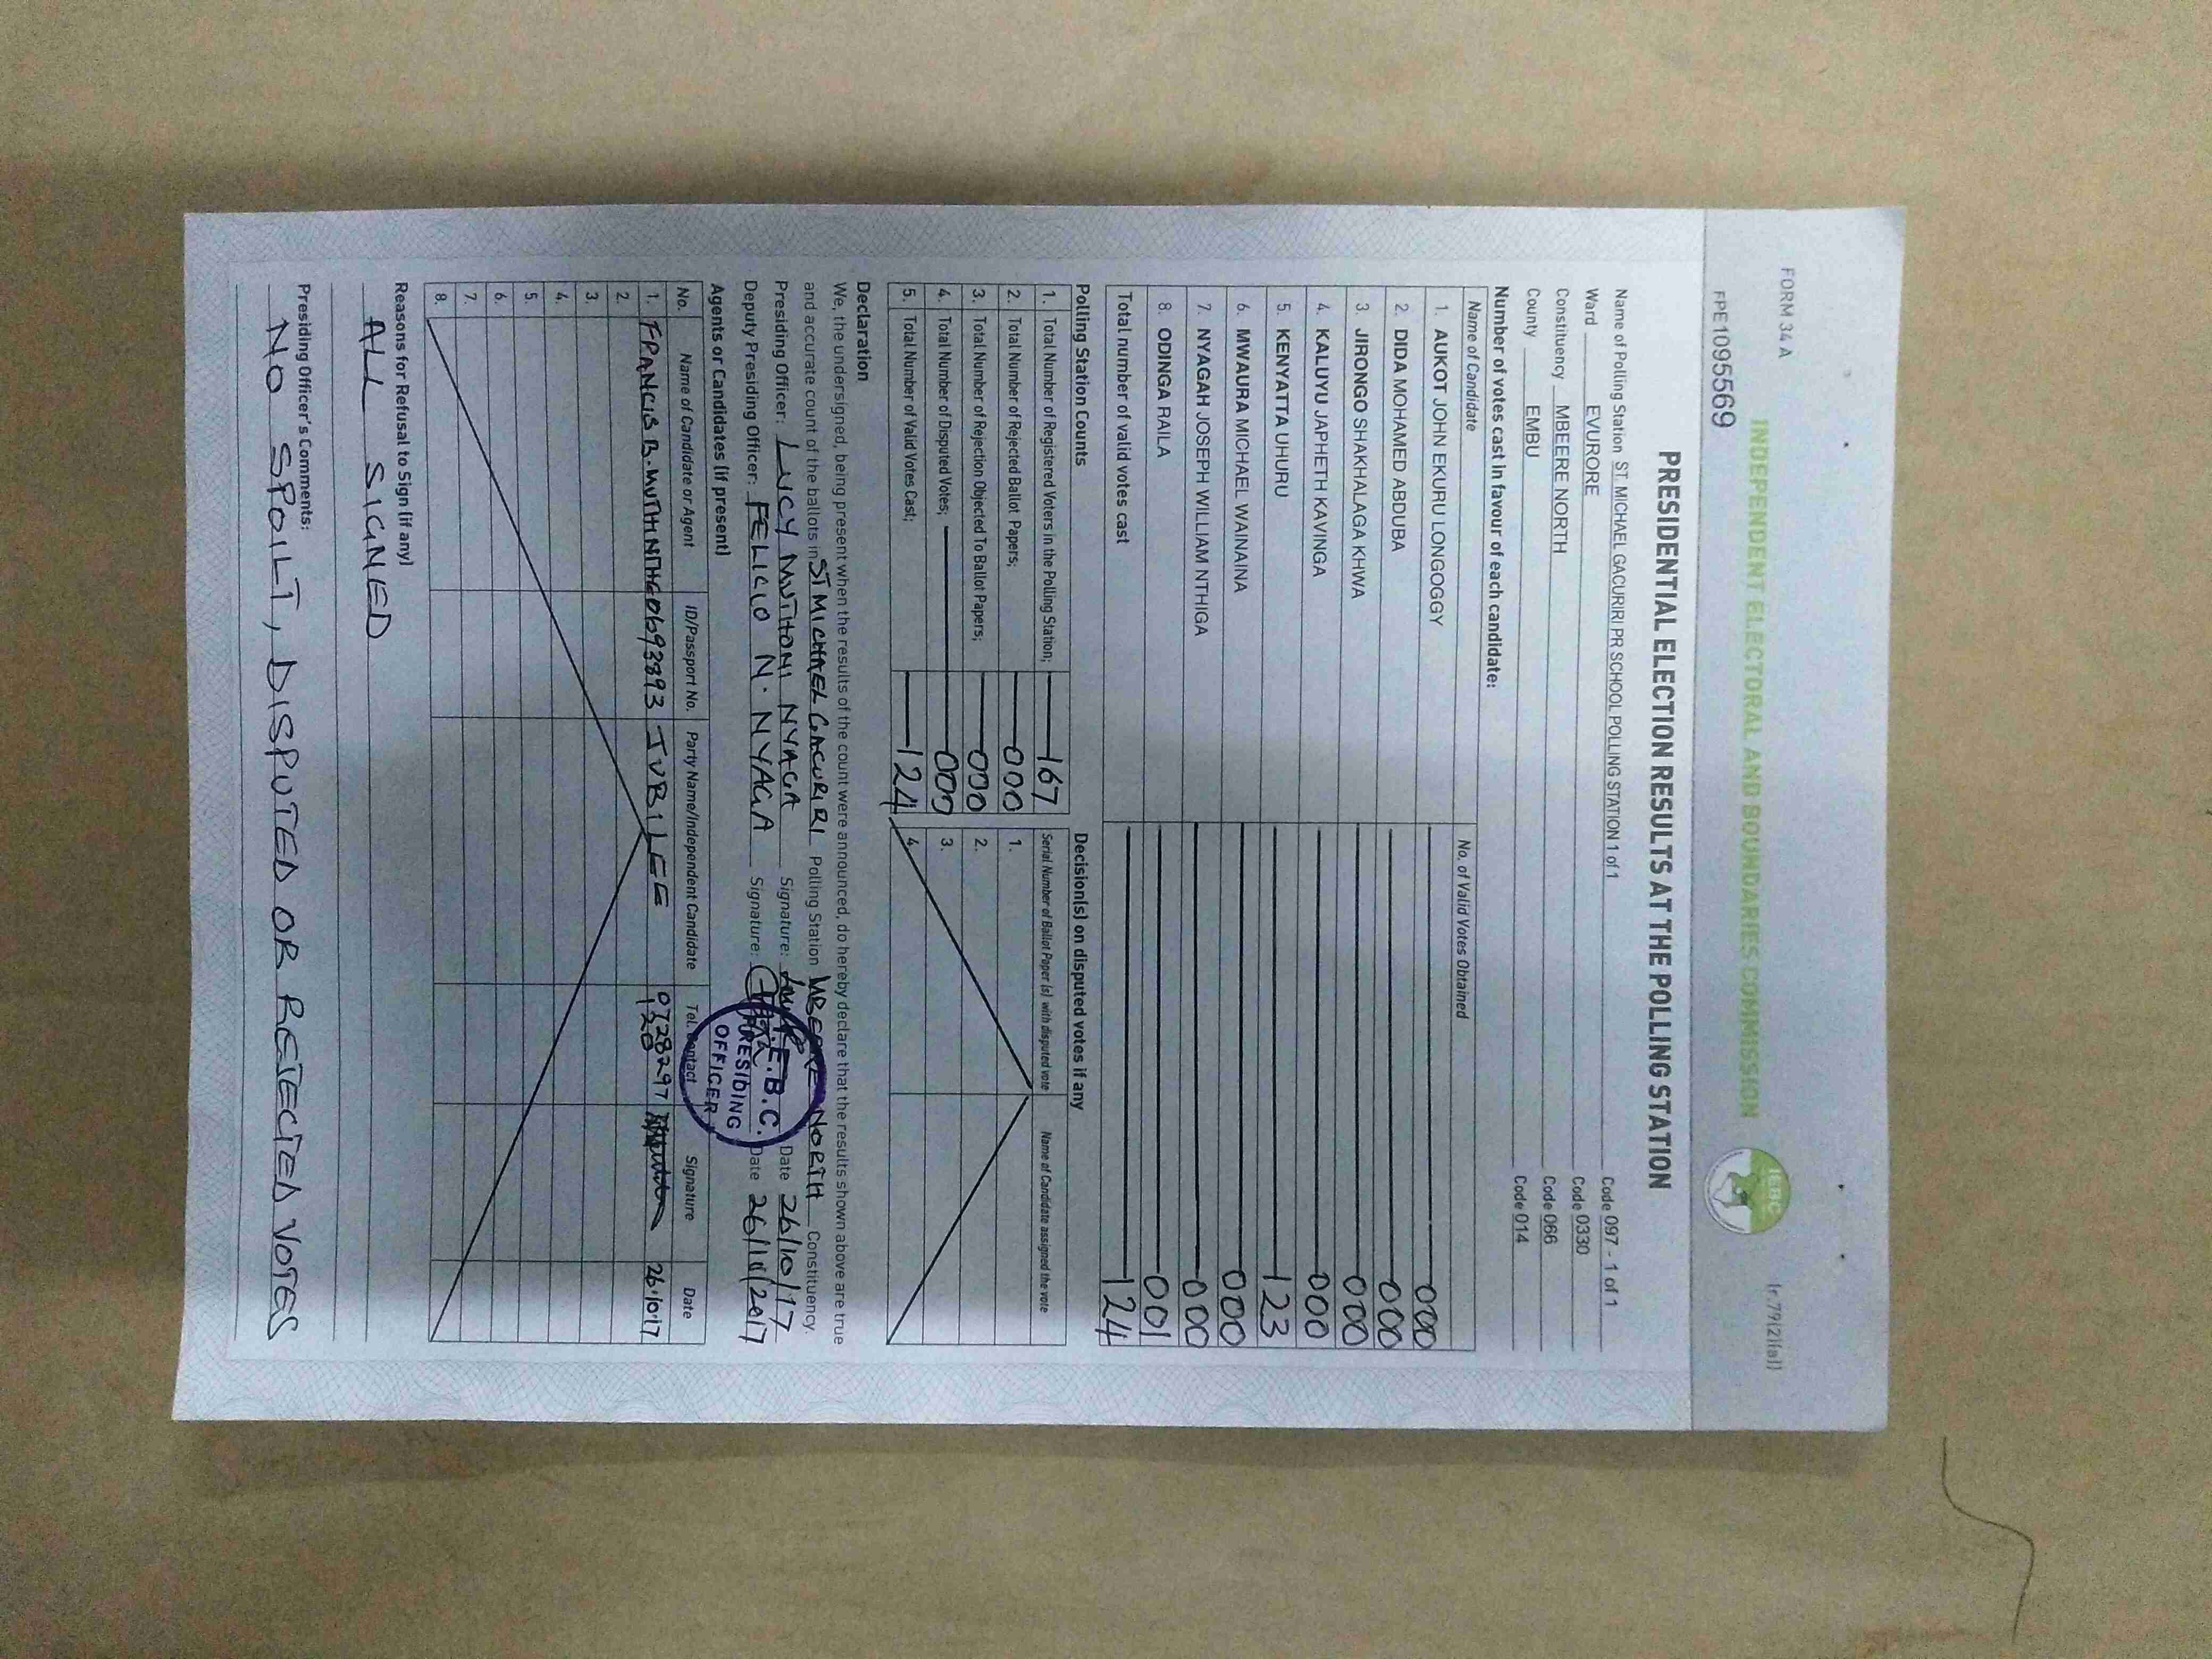 FORM 34 A
(r.79(2)(a))
INDEPENDENT ELECTORAL AND BOUNDARIES COMMISSION
IEBC
FPE1095569
PRESIDENTIAL ELECTION RESULTS AT THE POLLING STATION
Name of Polling Station ST. MICHAEL GACURIRI PR SCHOOL POLLING STATION 1 of 1 Code 097 - 1 of 1
Ward EVURORE Code 0330
Constituency MBEERE NORTH Code 066
County EMBU Code 014
Number of votes cast in favour of each candidate:
Name of Candidate No. of Valid Votes Obtained
1. AUKOT JOHN EKURU LONGOGGY 000
2. DIDA MOHAMED ABDUBA 000
3 JIRONGO SHAKHALAGA KHWA 000
4. KALUYU JAPHETH KAVINGA 000
5. KENYATTA UHURU 123
6. MWAURA MICHAEL WAINAINA 000
7. NYAGAH JOSEPH WILLIAM NTHIGA 000
8. ODINGA RAILA 001
Total number of valid votes cast 124
Polling Station Counts
1. Total Number of Registered Voters in the Polling Station; 167
2. Total Number of Rejected Ballot Papers; 000
3. Total Number of Rejection Objected To Ballot Papers; 000
4. Total Number of Disputed Votes; 000
5. Total Number of Valid Votes Cast; 124
Decision(s) on disputed votes if any
Serial Number of Ballot Paper (s) with disputed vote Name of Candidate assigned the vote
1.
2.
3.
4.
Declaration
We, the undersigned, being present when the results of the count were announced, do hereby declare that the results shown above are true
and accurate count of the ballots in ST MICHAEL GACURIRI Polling Station MBEERE NORTH Constituency.
Presiding Officer: LUCY MUTHONI NYAGA Signature: Date 26/10/17
Deputy Presiding Officer: FELICIO N. NYAGA Signature: Date 26/10/2017
I.E.B.C.
PRESIDING
OFFICER
Agents or Candidates (if present)
No. Name of Candidate or Agent ID/Passport No. Party Name/Independent Candidate Tel. Contact Signature Date
1. FRANCIS B. JUBILEE 0728297 120 26.10.17
2.
3.
4.
5.
6.
7.
8.
Reasons for Refusal to Sign (if any)
ALL SIGNED
Presiding Officer's Comments:
NO SPOILT, DISPUTED OR REJECTED VOTES